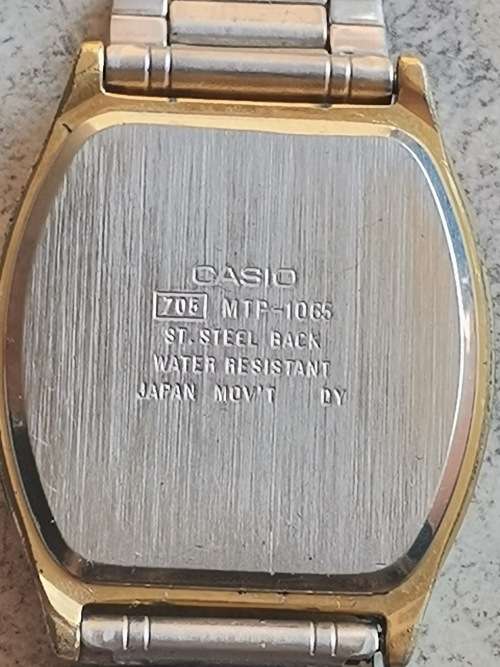 CASIO
705 MTP-1065
ST.STEEL BACK
WATER RESISTANT
JAPAN MOV'T DY